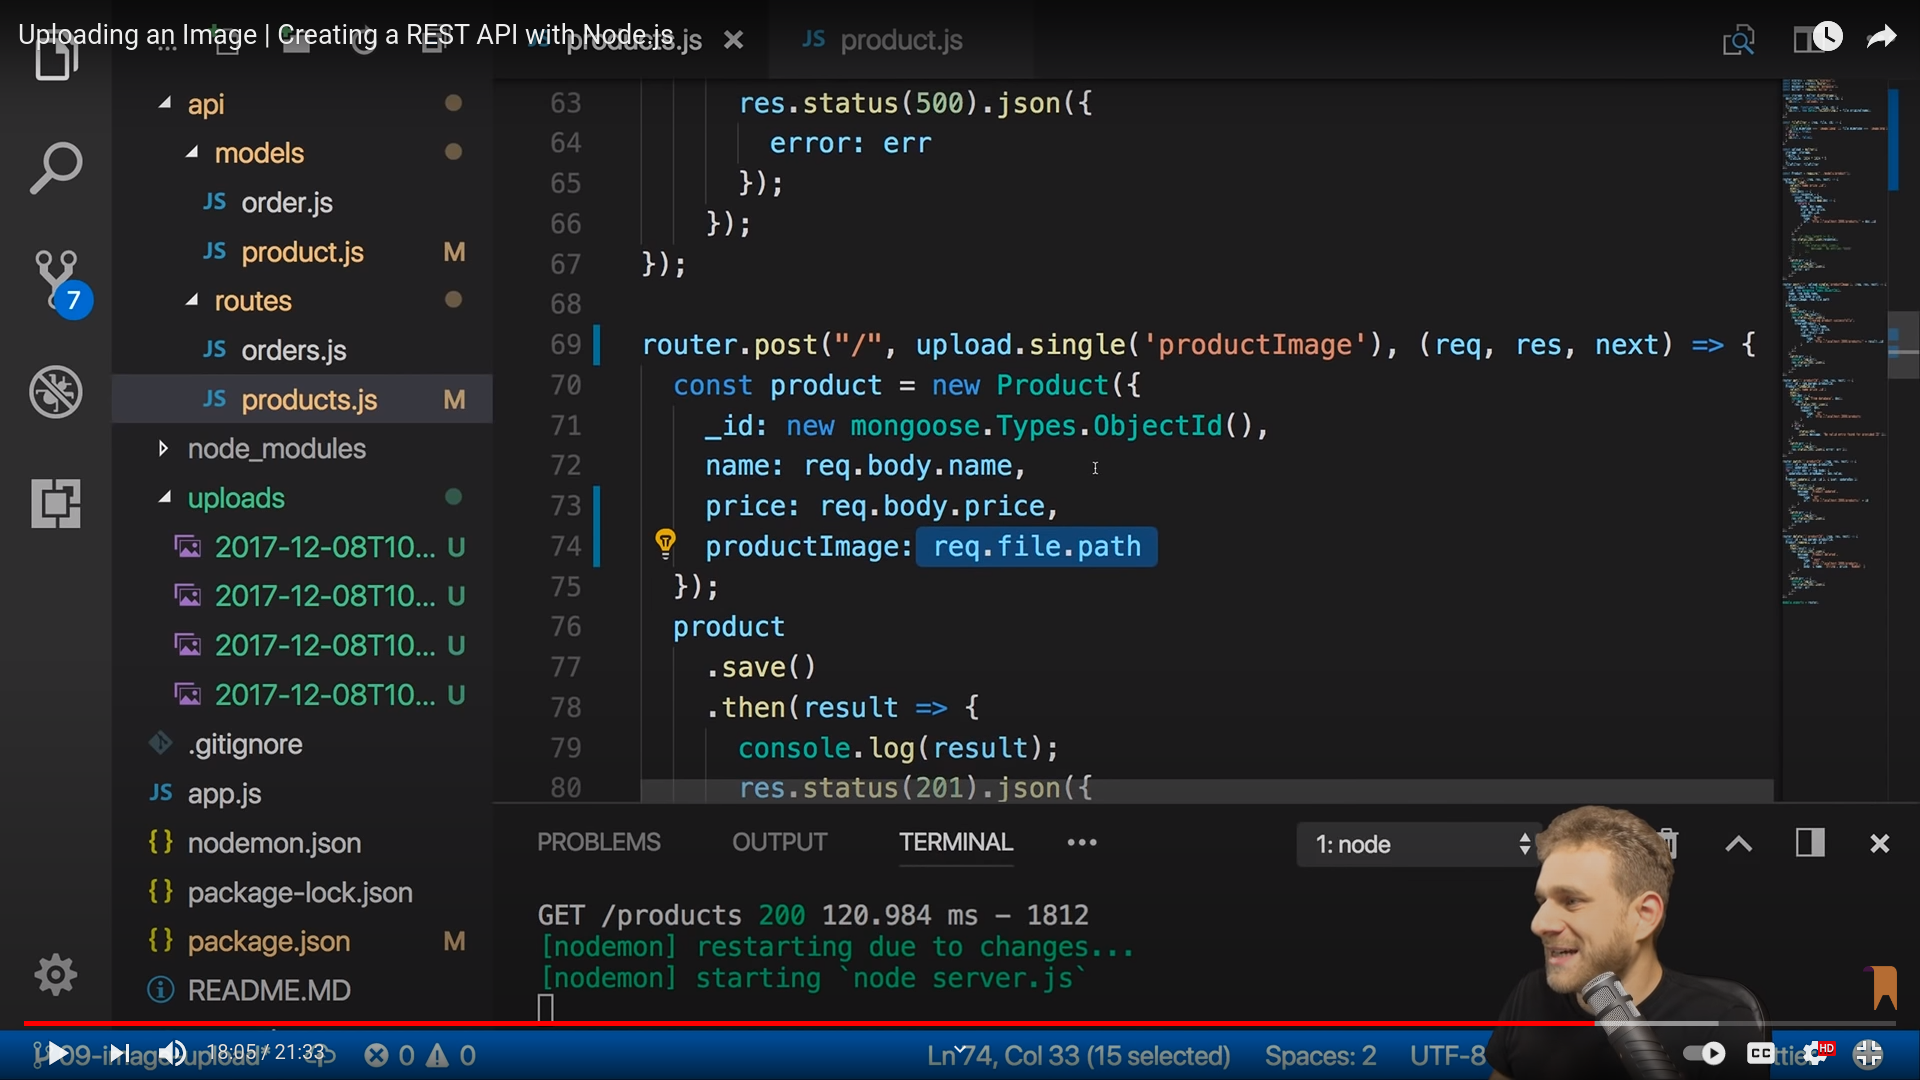 Uploading an Image | Creating a REST API with Node.js
products.js
JS product.js
api
models
JS order.js
JS product.js M
routes
JS orders.js
JS products.js M
node_modules
uploads
2017-12-08T10... U
2017-12-08T10... U
2017-12-08T10... U
2017-12-08T10... U
.gitignore
JS app.js
{} nodemon.json
{} package-lock.json
{} package.json M
README.MD
7
63 res.status(500).json({
64 error: err
65 });
66 });
67 });
68
69 router.post("/", upload.single('productImage'), (req, res, next) => {
70 const product = new Product({
71 _id: new mongoose.Types.ObjectId(),
72 name: req.body.name,
73 price: req.body.price,
74 productImage: req.file.path
75 });
76 product
77 .save()
78 .then(result => {
79 console.log(result);
80 res.status(201).json({
PROBLEMS OUTPUT TERMINAL ••• 1: node
GET /products 200 120.984 ms – 1812
[nodemon] restarting due to changes...
[nodemon] starting `node server.js`
18:05 / 21:33
0 0
Ln 74, Col 33 (15 selected) Spaces: 2 UTF-8
CC HD